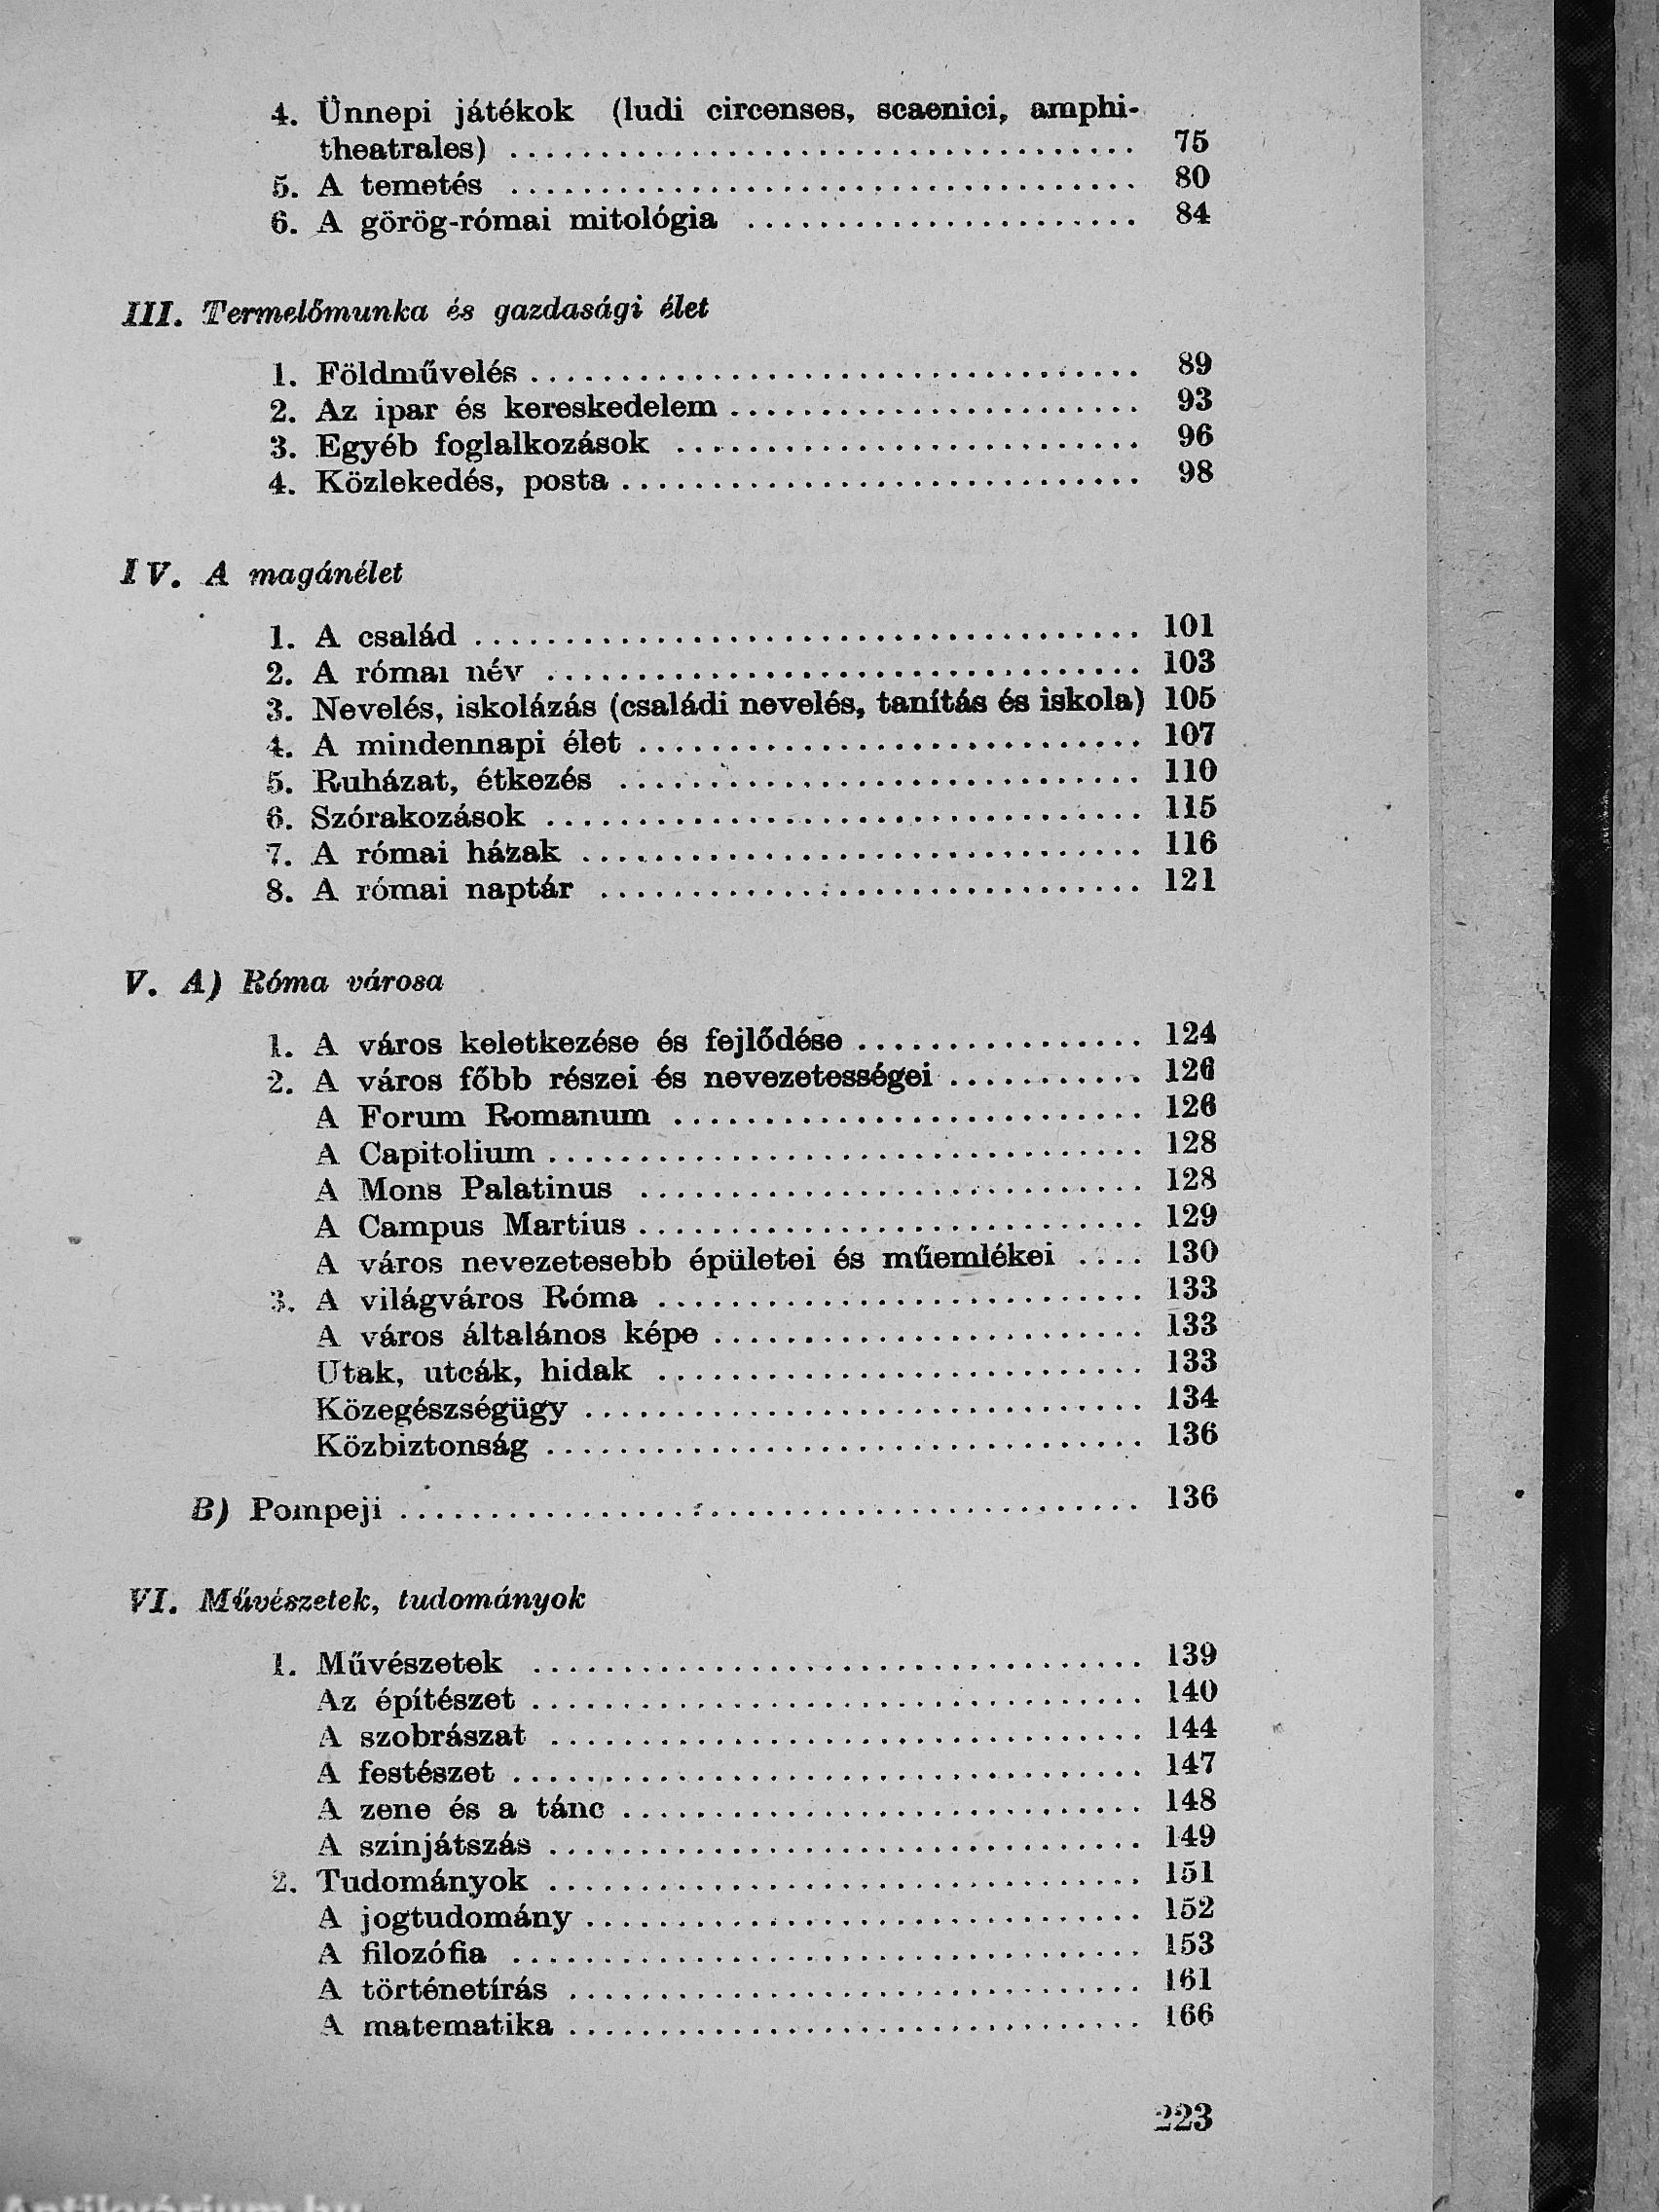 4. Ünnepi játékok (ludi circenses, scaenici, amphi-
theatrales) .................................... 75
5. A temetés .................................... 80
6. A görög-római mitológia ...................... 84
III. Termelőmunka és gazdasági élet
1. Földművelés .................................. 89
2. Az ipar és kereskedelem ...................... 93
3. Egyéb foglalkozások .......................... 96
4. Közlekedés, posta ............................ 98
IV. A magánélet
1. A család ..................................... 101
2. A római név .................................. 103
3. Nevelés, iskolázás (családi nevelés, tanítás és iskola) 105
4. A mindennapi élet ............................ 107
5. Ruházat, étkezés ............................. 110
6. Szórakozások ................................. 115
7. A római házak ................................ 116
8. A római naptár ............................... 121
V. A) Róma városa
1. A város keletkezése és fejlődése ................ 124
2. A város főbb részei és nevezetességei ........... 126
A Forum Romanum .......................... 126
A Capitolium ................................. 128
A Mons Palatinus ............................ 128
A Campus Martius ............................ 129
A város nevezetesebb épületei és műemlékei .... 130
3. A világváros Róma ........................... 133
A város általános képe ........................ 133
Utak, utcák, hidak ........................... 133
Közegészségügy ............................... 134
Közbiztonság ................................. 136
B) Pompeji ......................................... 136
VI. Művészetek, tudományok
1. Művészetek .................................. 139
Az építészet .................................. 140
A szobrászat ................................. 144
A festészet ................................... 147
A zene és a tánc ............................. 148
A színjátszás ................................. 149
2. Tudományok ................................. 151
A jogtudomány ............................... 152
A filozófia ................................... 153
A történetírás ................................ 161
A matematika ................................ 166
223
Antikvárium.hu